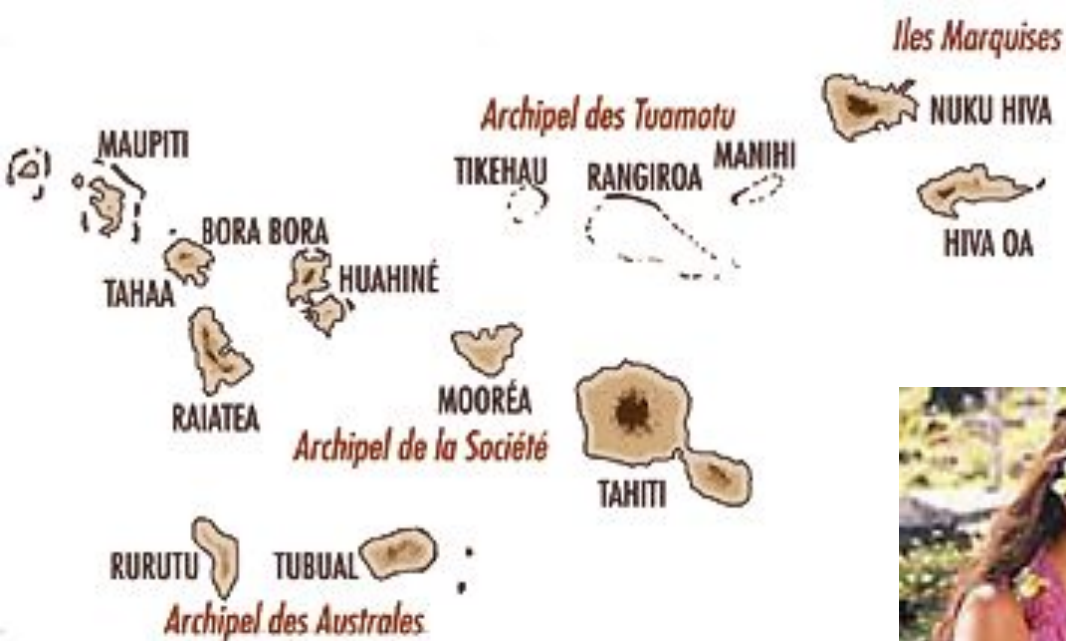 Iles Marquises
NUKU HIVA
HIVA OA
Archipel des Tuamotu
TIKEHAU
RANGIROA
MANIHI
MAUPITI
BORA BORA
TAHAA
HUAHINÉ
RAIATEA
MOORÉA
Archipel de la Société
TAHITI
RURUTU
TUBUAL
Archipel des Australes